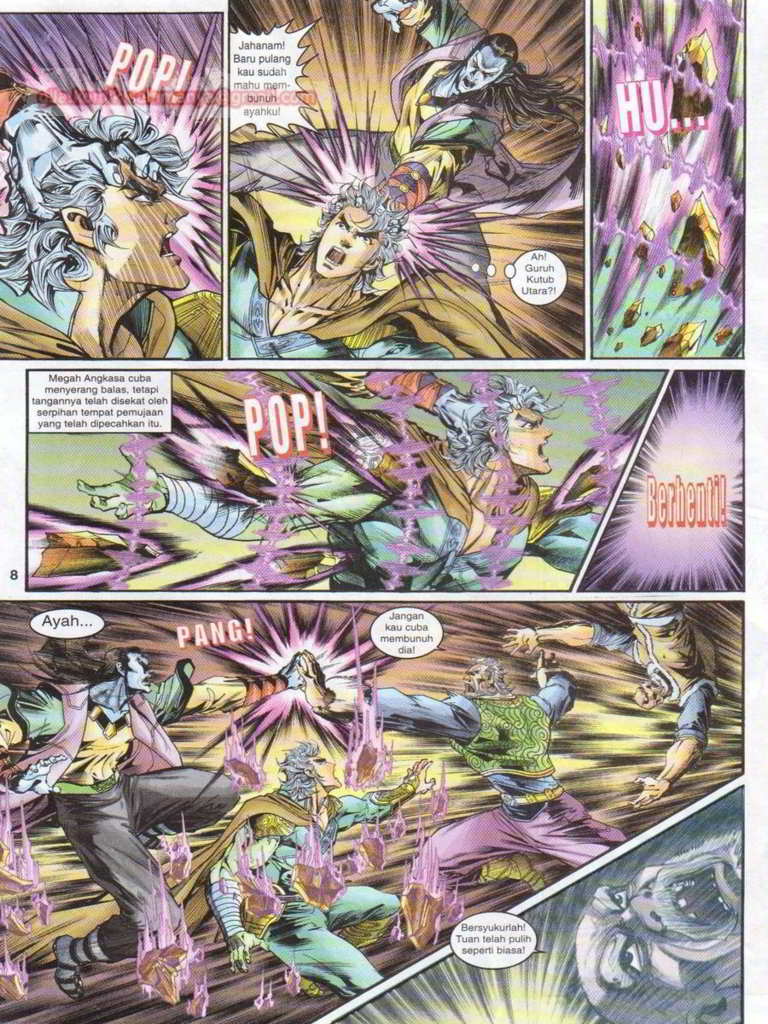 POP!
Jahanam!
Baru pulang
kau sudah
mahu mem-
bunuh
ayahku!
Ah!
Guruh
Kutub
Utara?!
HU...
Megah Angkasa cuba
menyerang balas, tetapi
tangannya telah disekat oleh
serpihan tempat pemujaan
yang telah dipecahkan itu.
POP!
Berhenti!
8
Ayah...
PANG!
Jangan
kau cuba
membunuh
dia!
Bersyukurlah!
Tuan telah pulih
seperti biasa...